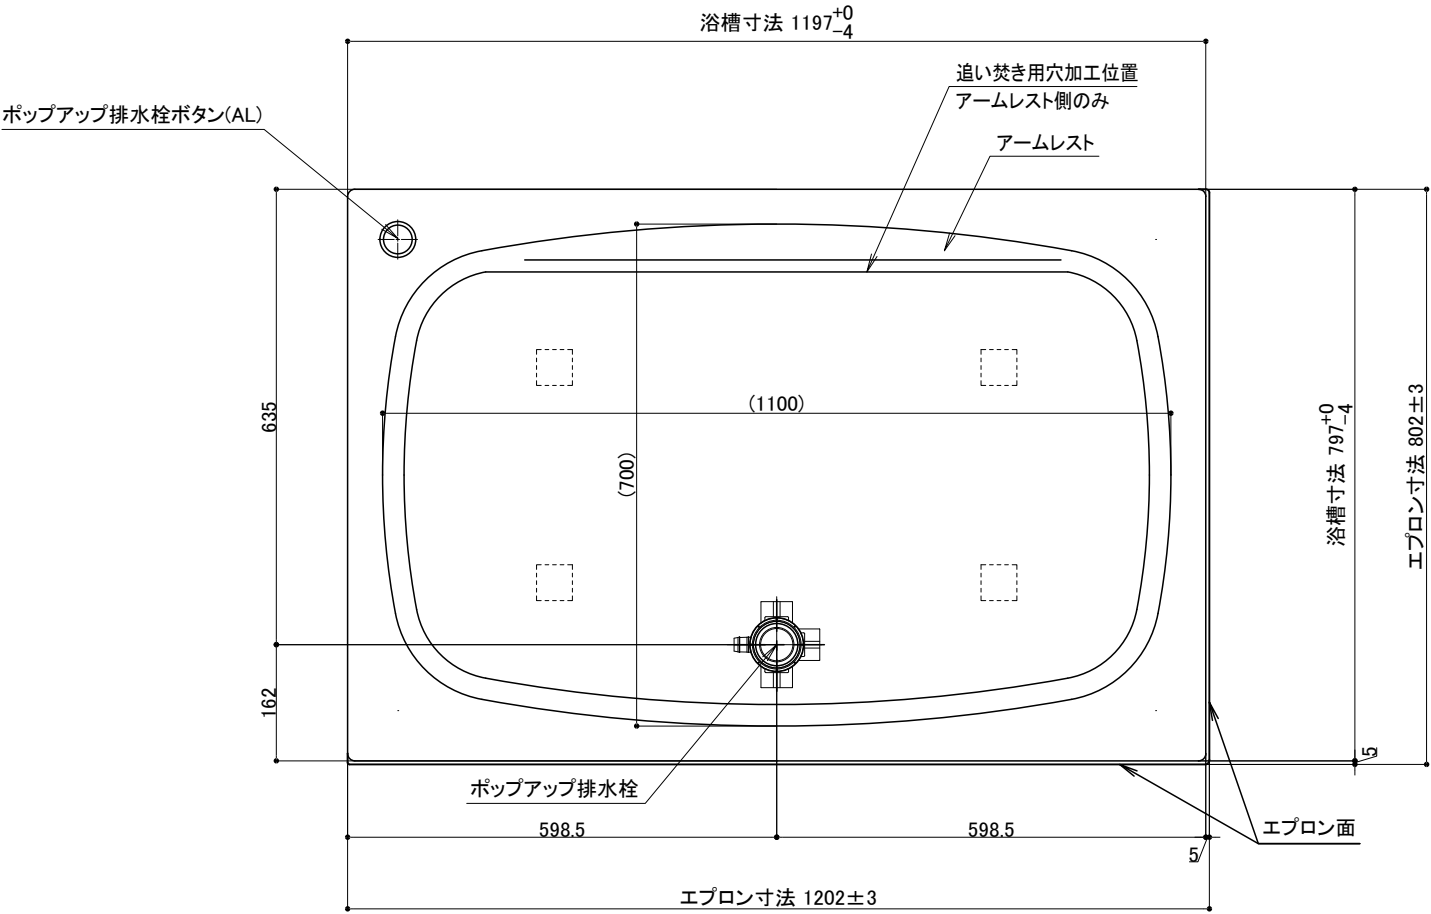 浴槽寸法 1197+0-4
追い焚き用穴加工位置
アームレスト側のみ
ポップアップ排水栓ボタン(AL)
アームレスト
(1100)
635
(700)
浴槽寸法 797+0-4
エプロン寸法 802±3
162
5
ポップアップ排水栓
598.5
598.5
エプロン面
5
エプロン寸法 1202±3